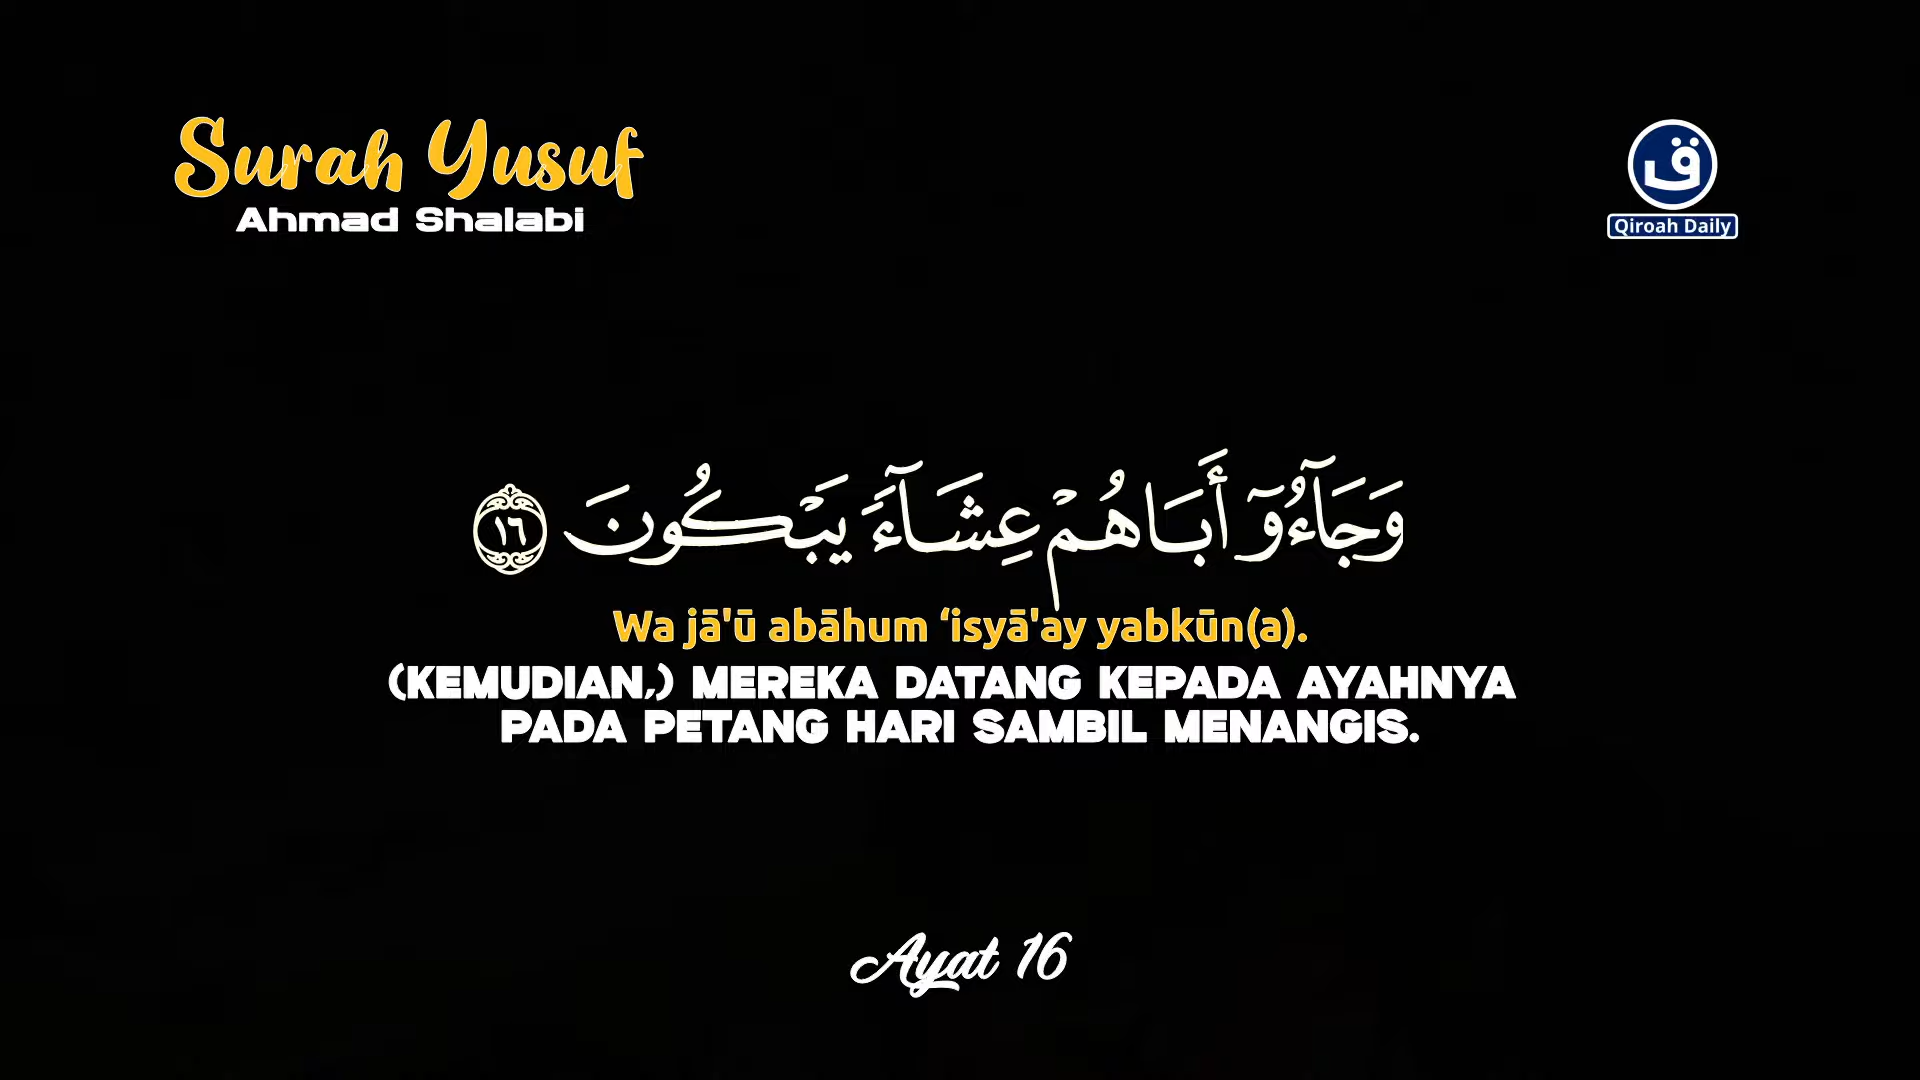 Surah Yusuf
Ahmad Shalabi
ق
Qiroah Daily
وَجَآءُوٓ أَبَاهُمْ عِشَآءً يَبْكُونَ ١٦
Wa jā'ū abāhum ‘isyā'ay yabkūn(a).
(KEMUDIAN,) MEREKA DATANG KEPADA AYAHNYA
PADA PETANG HARI SAMBIL MENANGIS.
Ayat 16